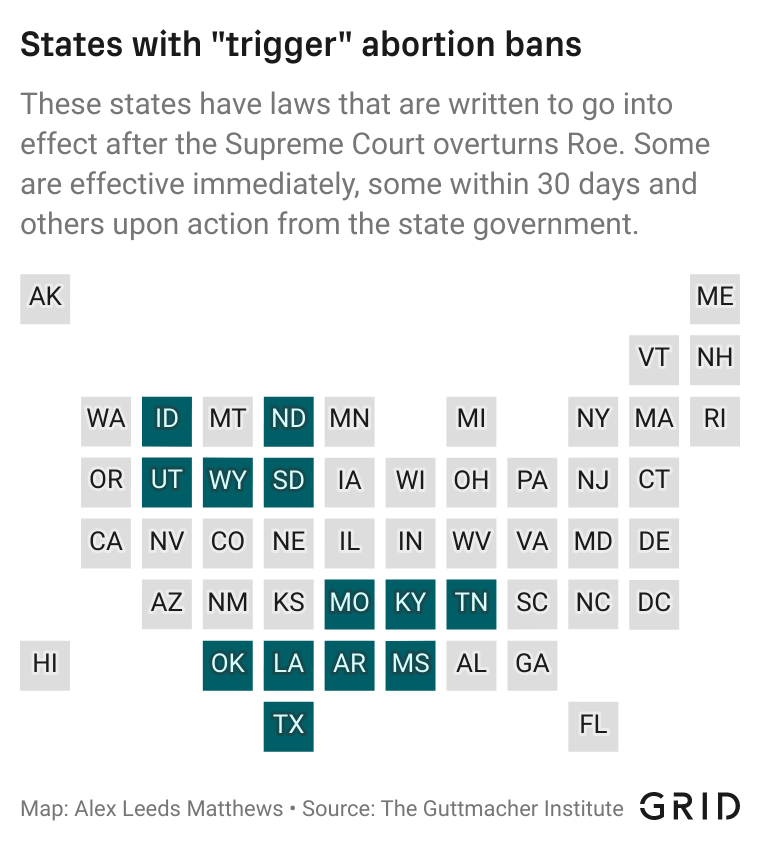 States with "trigger" abortion bans
These states have laws that are written to go into
effect after the Supreme Court overturns Roe. Some
are effective immediately, some within 30 days and
others upon action from the state government.
AK ME
VT NH
WA ID MT ND MN MI NY MA RI
OR UT WY SD IA WI OH PA NJ CT
CA NV CO NE IL IN WV VA MD DE
AZ NM KS MO KY TN SC NC DC
HI OK LA AR MS AL GA
TX FL
Map: Alex Leeds Matthews • Source: The Guttmacher Institute GRID